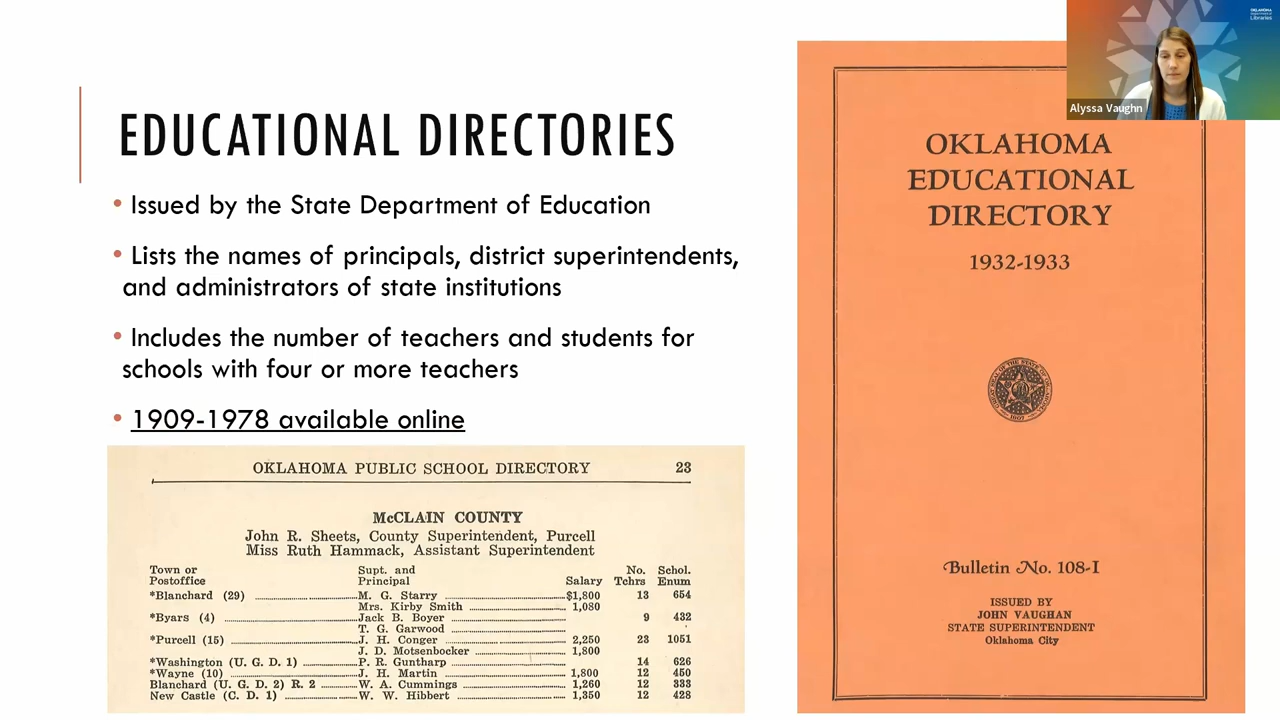 EDUCATIONAL DIRECTORIES
• Issued by the State Department of Education
• Lists the names of principals, district superintendents,
and administrators of state institutions
• Includes the number of teachers and students for
schools with four or more teachers
• 1909-1978 available online
OKLAHOMA PUBLIC SCHOOL DIRECTORY 23
McCLAIN COUNTY
John R. Sheets, County Superintendent, Purcell
Miss Ruth Hammack, Assistant Superintendent
Town or Supt. and No. Schol.
Postoffice Principal Salary Tchrs Enum
*Blanchard (29) M. G. Starry $1,800 13 654
Mrs. Kirby Smith 1,080
*Byars (4) Jack B. Boyer 9 432
T. G. Garwood
*Purcell (15) J. H. Conger 2,250 23 1051
J. D. Motsenbocker 1,800
*Washington (U. G. D. 1) P. R. Guntharp 14 626
*Wayne (10) J. H. Martin 1,800 12 450
Blanchard (U. G. D. 2) R. 2 W. A. Cummings 1,260 12 333
New Castle (C. D. 1) W. W. Hibbert 1,350 12 428
OKLAHOMA
Department of
Libraries
Alyssa Vaughn
OKLAHOMA
EDUCATIONAL
DIRECTORY
1932-1933
Bulletin No. 108-I
ISSUED BY
JOHN VAUGHAN
STATE SUPERINTENDENT
Oklahoma City